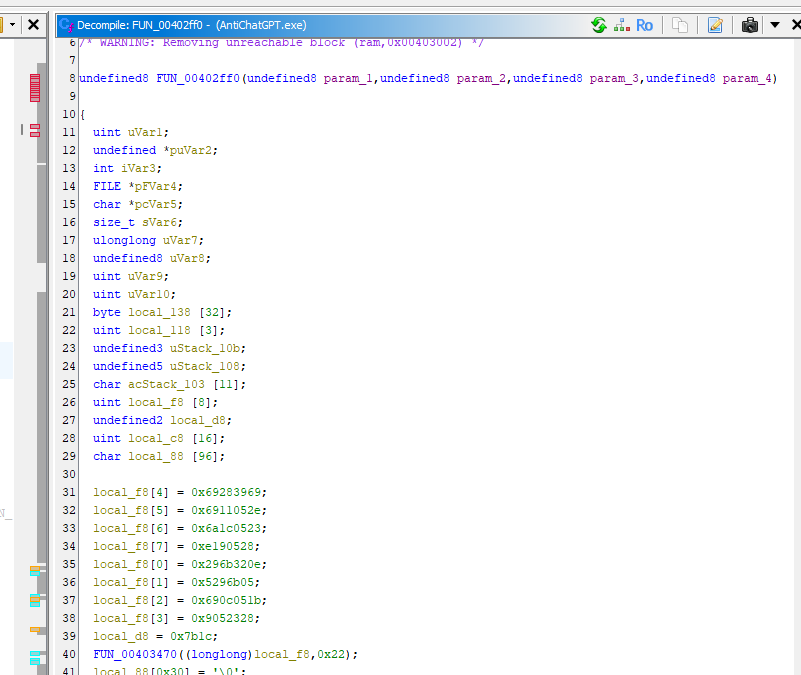 Decompile: FUN_00402ff0 - (AntiChatGPT.exe)
Ro
6 /* WARNING: Removing unreachable block (ram,0x00403002) */
7
8 undefined8 FUN_00402ff0(undefined8 param_1,undefined8 param_2,undefined8 param_3,undefined8 param_4)
9
10 {
11 uint uVar1;
12 undefined *puVar2;
13 int iVar3;
14 FILE *pFVar4;
15 char *pcVar5;
16 size_t sVar6;
17 ulonglong uVar7;
18 undefined8 uVar8;
19 uint uVar9;
20 uint uVar10;
21 byte local_138 [32];
22 uint local_118 [3];
23 undefined3 uStack_10b;
24 undefined5 uStack_108;
25 char acStack_103 [11];
26 uint local_f8 [8];
27 undefined2 local_d8;
28 uint local_c8 [16];
29 char local_88 [96];
30
31 local_f8[4] = 0x69283969;
32 local_f8[5] = 0x6911052e;
33 local_f8[6] = 0x6a1c0523;
34 local_f8[7] = 0xe190528;
35 local_f8[0] = 0x296b320e;
36 local_f8[1] = 0x5296b05;
37 local_f8[2] = 0x690c051b;
38 local_f8[3] = 0x9052328;
39 local_d8 = 0x7b1c;
40 FUN_00403470((longlong)local_f8,0x22);
41 local_88[0x30] = '\0';